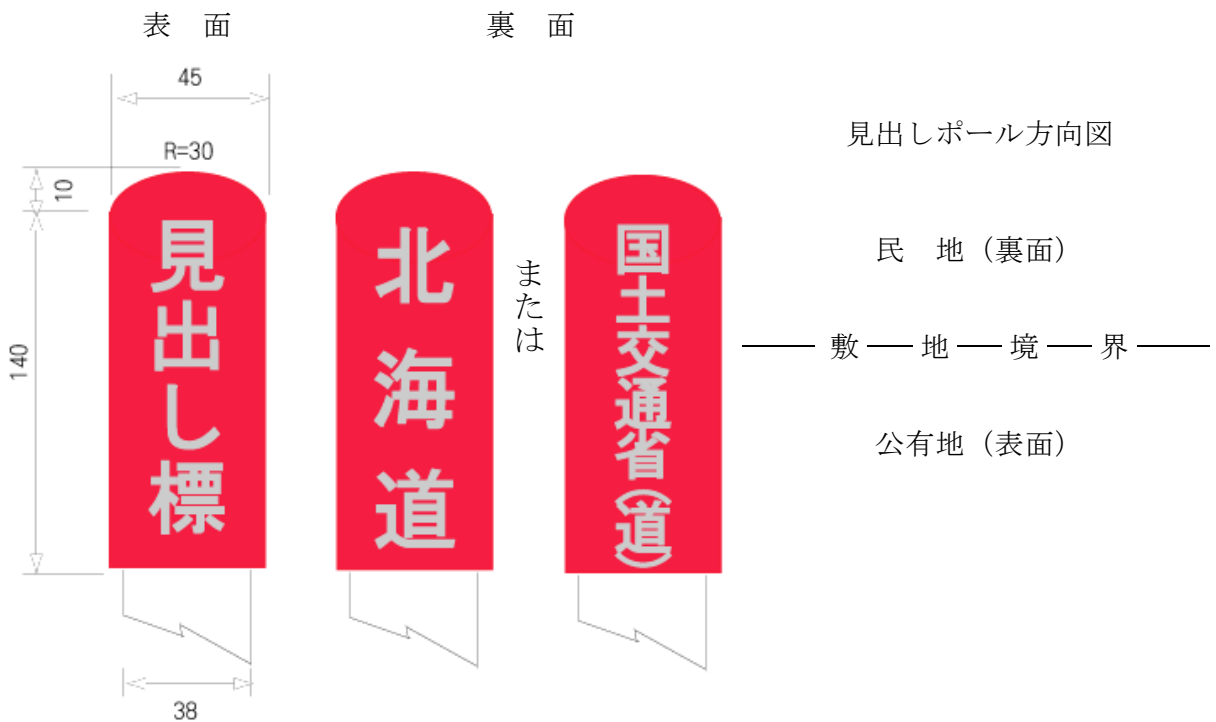 表　面
裏　面
45
R=30
10
140
38
見出し標
北海道
または
国土交通省（道）
見出しポール方向図
民　地（裏面）
敷　地　境　界
公有地（表面）